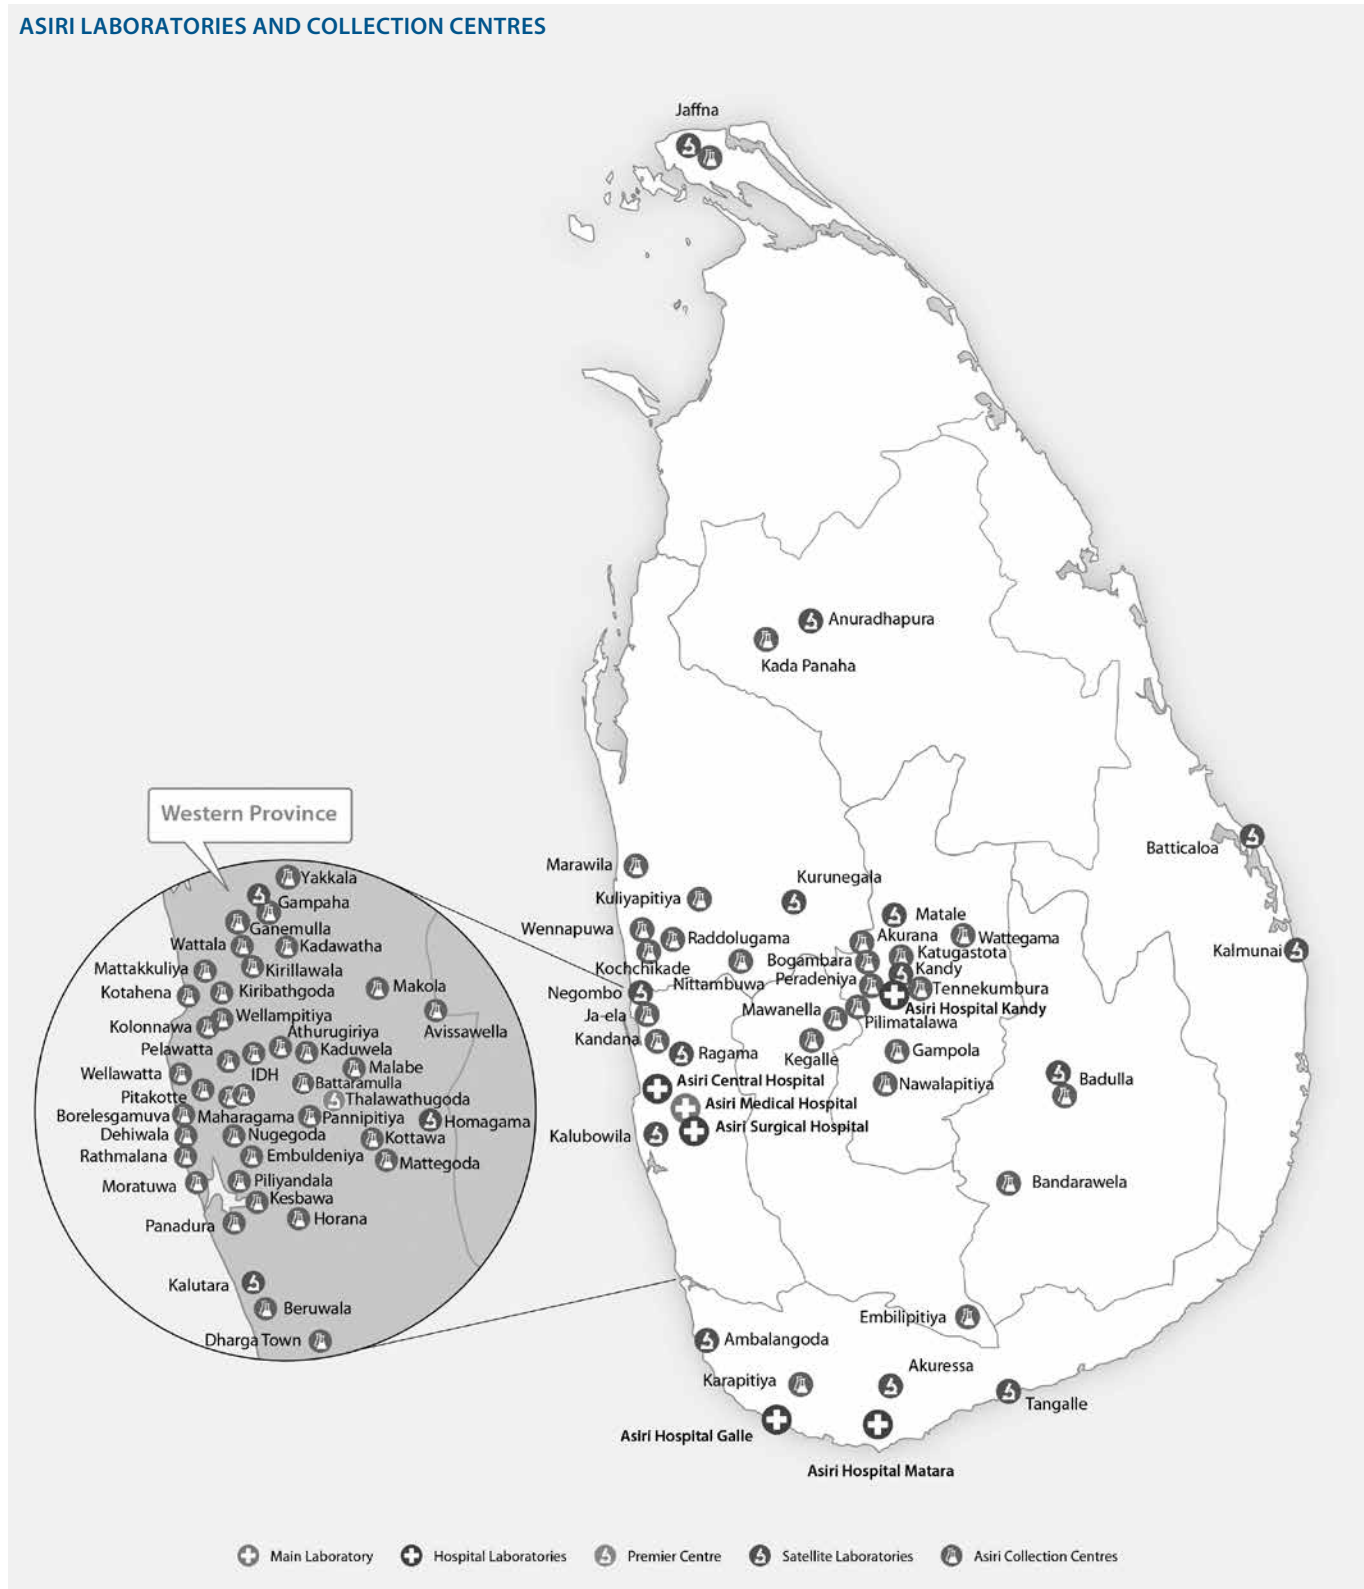 ASIRI LABORATORIES AND COLLECTION CENTRES
Jaffna
Anuradhapura
Kada Panaha
Western Province
Batticaloa
Marawila
Kurunegala
Kuliyapitiya
Matale
Wennapuwa
Raddolugama
Akurana
Wattegama
Kalmunai
Katugastota
Bogambara
Kochchikade
Kandy
Nittambuwa
Peradeniya
Tennekumbura
Negombo
Asiri Hospital Kandy
Mawanella
Ja-ela
Pilimatalawa
Kandana
Ragama
Kegalle
Gampola
Asiri Central Hospital
Nawalapitiya
Badulla
Asiri Medical Hospital
Asiri Surgical Hospital
Kalubowila
Bandarawela
Yakkala
Gampaha
Ganemulla
Wattala
Kadawatha
Mattakkuliya
Kirillawala
Kotahena
Kiribathgoda
Makola
Wellampitiya
Kolonnawa
Athurugiriya
Avissawella
Pelawatta
Kaduwela
Wellawatta
IDH
Malabe
Battaramulla
Pitakotte
Thalawathugoda
Borelesgamuva
Maharagama
Pannipitiya
Homagama
Dehiwala
Nugegoda
Kottawa
Rathmalana
Embuldeniya
Mattegoda
Moratuwa
Piliyandala
Kesbawa
Panadura
Horana
Kalutara
Beruwala
Dharga Town
Embilipitiya
Ambalangoda
Akuressa
Karapitiya
Tangalle
Asiri Hospital Galle
Asiri Hospital Matara
Main Laboratory
Hospital Laboratories
Premier Centre
Satellite Laboratories
Asiri Collection Centres